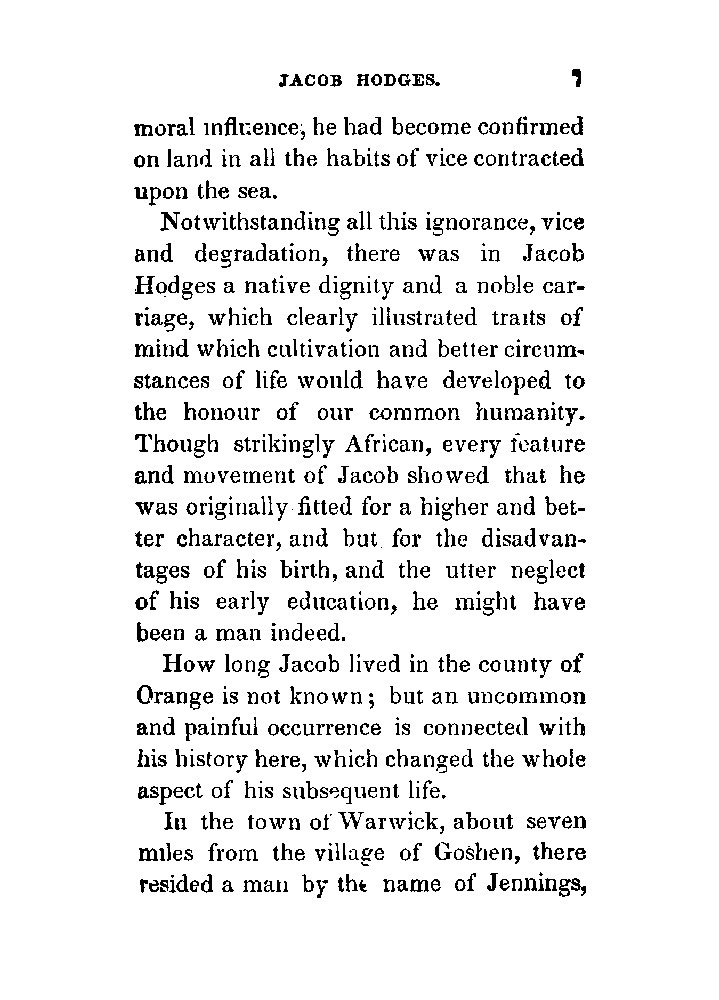 JACOB HODGES. 7
moral influence, he had become confirmed
on land in all the habits of vice contracted
upon the sea.
Notwithstanding all this ignorance, vice
and degradation, there was in Jacob
Hodges a native dignity and a noble car-
riage, which clearly illustrated traits of
mind which cultivation and better circum-
stances of life would have developed to
the honour of our common humanity.
Though strikingly African, every feature
and movement of Jacob showed that he
was originally fitted for a higher and bet-
ter character, and but for the disadvan-
tages of his birth, and the utter neglect
of his early education, he might have
been a man indeed.
How long Jacob lived in the county of
Orange is not known; but an uncommon
and painful occurrence is connected with
his history here, which changed the whole
aspect of his subsequent life.
In the town of Warwick, about seven
miles from the village of Goshen, there
resided a man by the name of Jennings,